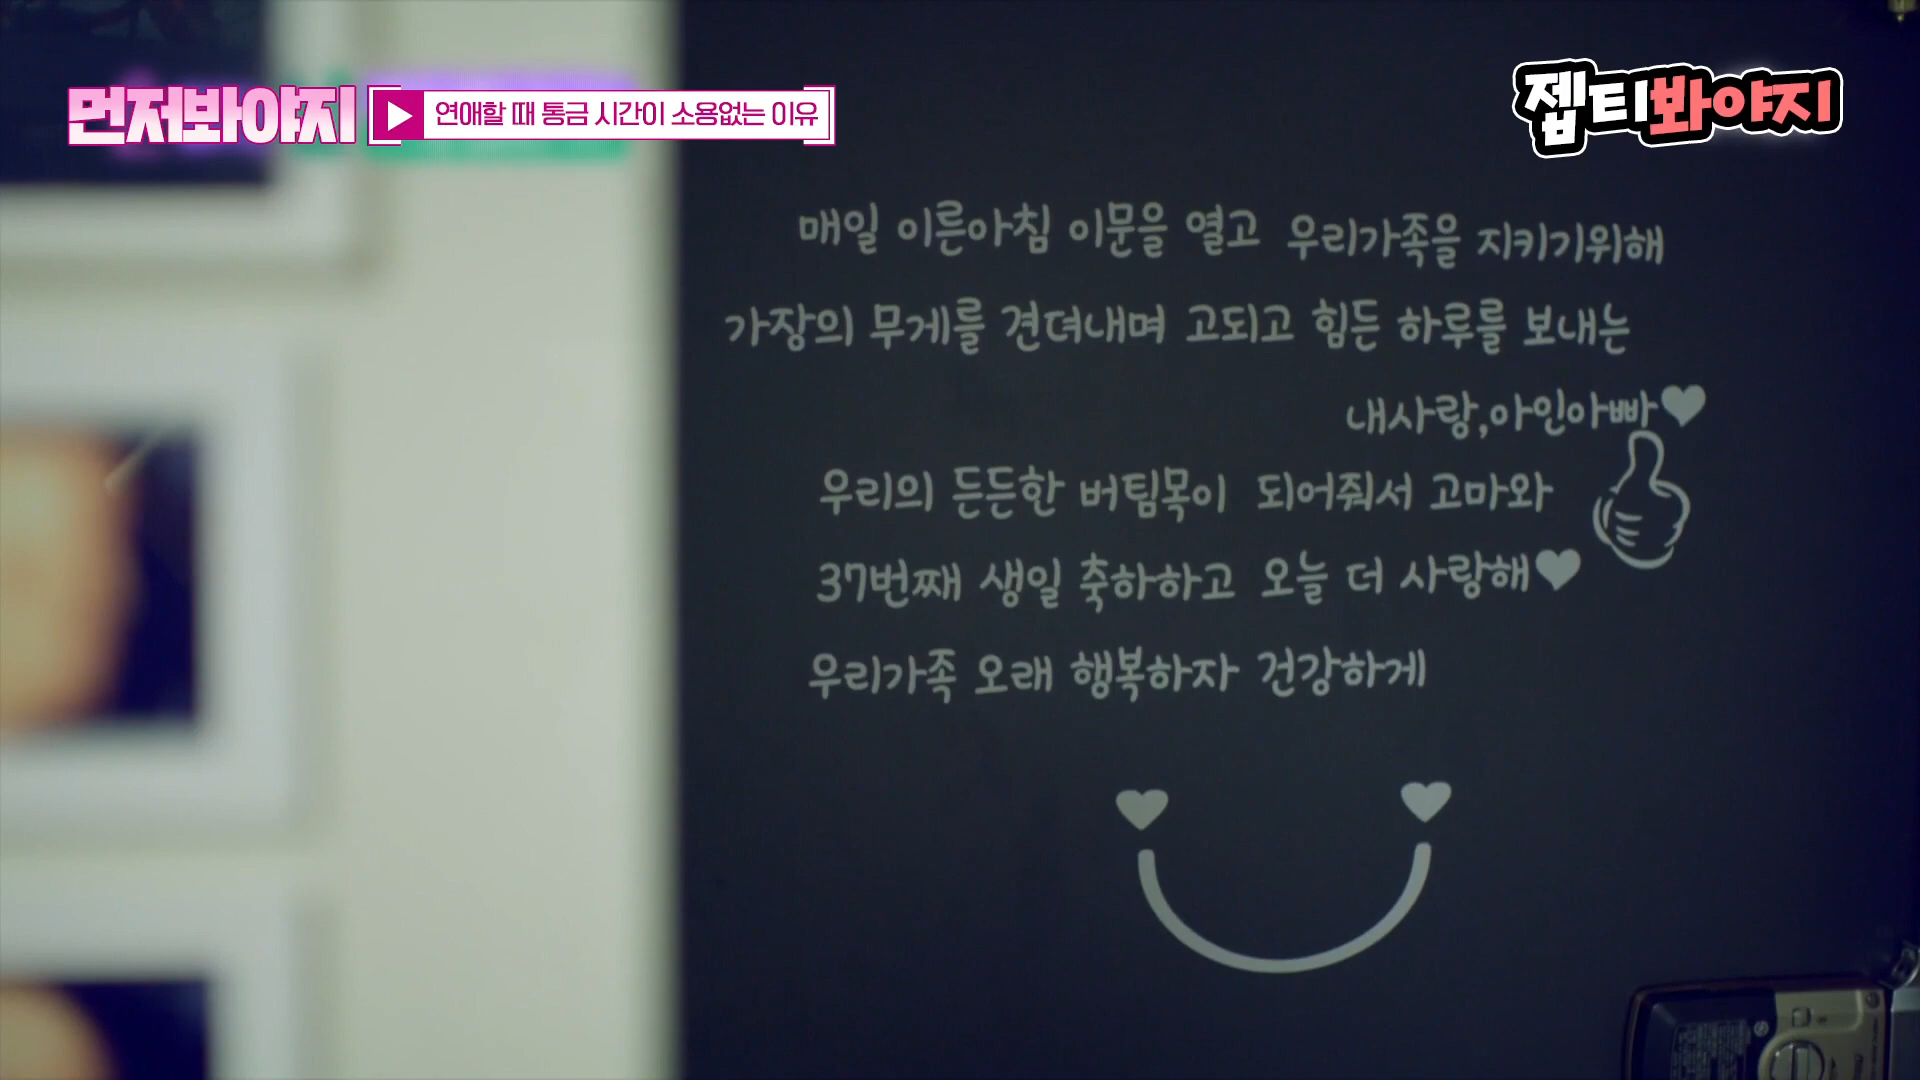 먼저봐야지
연애할 때 통금 시간이 소용없는 이유
젭티봐야지
매일 이른아침 이문을 열고 우리가족을 지키기위해
가장의 무게를 견뎌내며 고되고 힘든 하루를 보내는
내사랑,아인아빠♥
우리의 든든한 버팀목이 되어줘서 고마와
37번째 생일 축하하고 오늘 더 사랑해♥
우리가족 오래 행복하자 건강하게